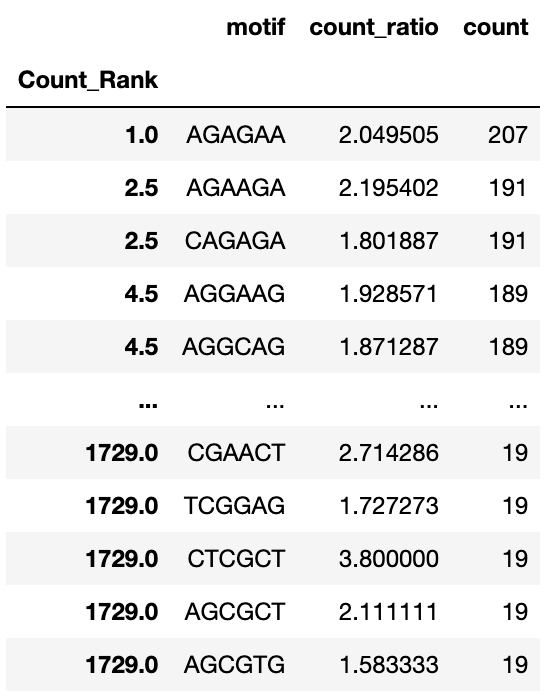 motif count_ratio count
Count_Rank
1.0 AGAGAA 2.049505 207
2.5 AGAAGA 2.195402 191
2.5 CAGAGA 1.801887 191
4.5 AGGAAG 1.928571 189
4.5 AGGCAG 1.871287 189
... ... ... ...
1729.0 CGAACT 2.714286 19
1729.0 TCGGAG 1.727273 19
1729.0 CTCGCT 3.800000 19
1729.0 AGCGCT 2.111111 19
1729.0 AGCGTG 1.583333 19